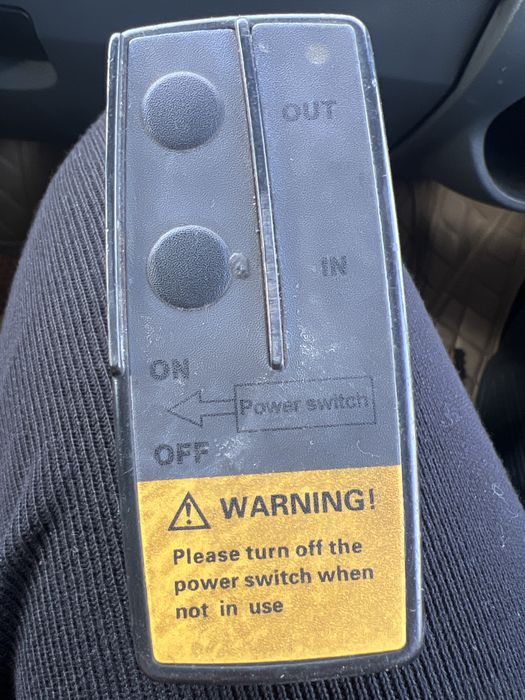 OUT
IN
ON
Power switch
OFF
WARNING!
Please turn off the
power switch when
not in use